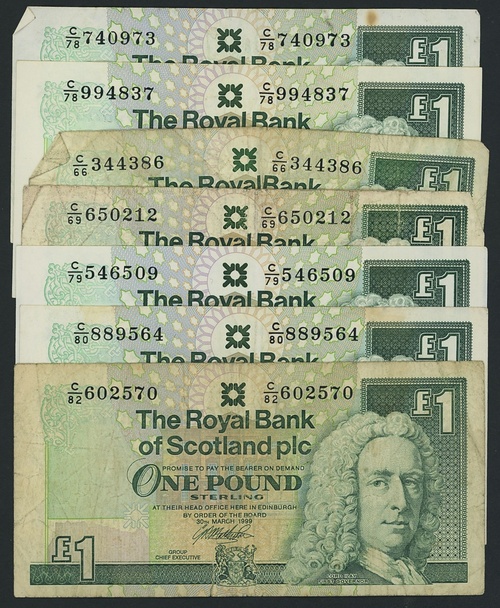 C/78 740973 C/78 740973
£1
The Royal Bank
C/78 994837 C/78 994837
£1
The Royal Bank
C/66 344386 C/66 344386
£1
The Royal Bank
C/69 650212 C/69 650212
£1
The Royal Bank
C/79 546509 C/79 546509
£1
The Royal Bank
C/80 889564 C/80 889564
£1
The Royal Bank
C/82 602570 C/82 602570
£1
The Royal Bank
of Scotland plc
PROMISE TO PAY THE BEARER ON DEMAND
ONE POUND
STERLING
AT THEIR HEAD OFFICE HERE IN EDINBURGH
BY ORDER OF THE BOARD
30TH MARCH 1999
GROUP
CHIEF EXECUTIVE
£1
LORD ILAY
FIRST GOVERNOR